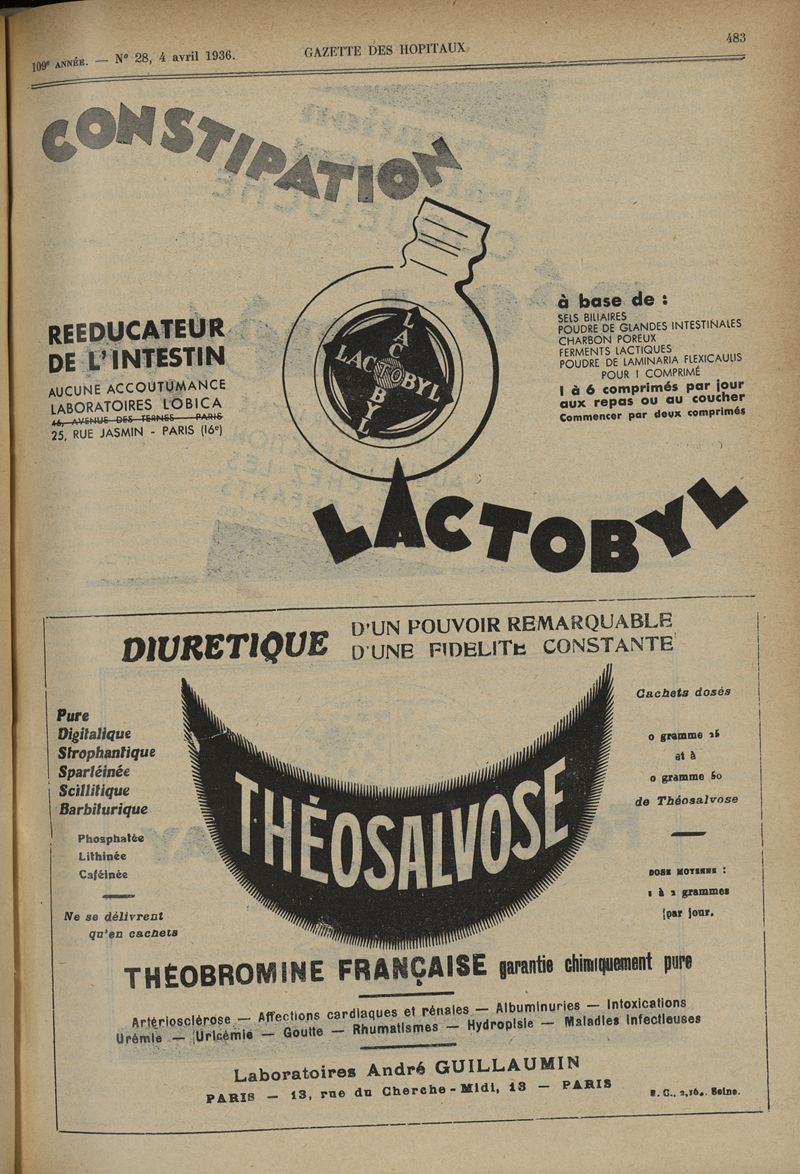 109e ANNÉE. — No 28, 4 avril 1936.
GAZETTE DES HOPITAUX
483
CONSTIPATION
REEDUCATEUR
DE L'INTESTIN
AUCUNE ACCOUTUMANCE
LABORATOIRES LOBICA
46, AVENUE DES TERNES - PARIS
25, RUE JASMIN - PARIS (16e)
LACTOBYL
LACTOBYL
à base de :
SELS BILIAIRES
POUDRE DE GLANDES INTESTINALES
CHARBON POREUX
FERMENTS LACTIQUES
POUDRE DE LAMINARIA FLEXICAULIS
POUR 1 COMPRIMÉ
1 à 6 comprimés par jour
aux repas ou au coucher
Commencer par deux comprimés
LACTOBYL
DIURETIQUE
D'UN POUVOIR REMARQUABLE
D'UNE FIDELITE CONSTANTE
Pure
Digitalique
Strophantique
Spartéinée
Scillitique
Barbiturique
Phosphatée
Lithinée
Caféinée
Ne se délivrent
qu'en cachets
THÉOSALVOSE
Cachets dosés
0 gramme 25
et à
0 gramme 50
de Théosalvose
DOSE MOYENNE :
1 à 2 grammes
par jour.
THÉOBROMINE FRANÇAISE garantie chimiquement pure
Artériosclérose — Affections cardiaques et rénales — Albuminuries — Intoxications
Urémie — Uricémie — Goutte — Rhumatismes — Hydropisie — Maladies Infectieuses
Laboratoires André GUILLAUMIN
PARIS — 13, rue du Cherche-Midi, 13 — PARIS
R. C., Seine.